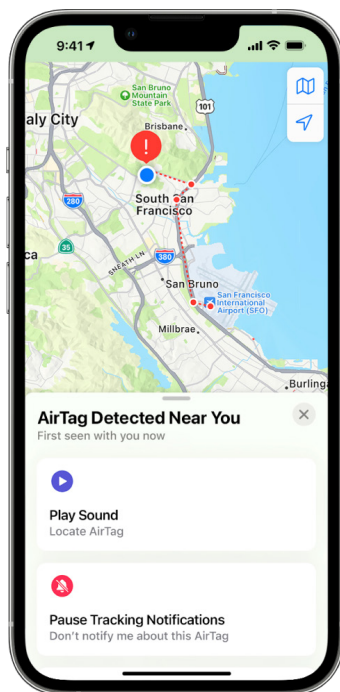 9:41
San Bruno
Mountain
State Park
101
aly City
Brisbane
!
280
South San
Francisco
35
ca
SNEATH LN
380
San Bruno
San Francisco
International
Airport (SFO)
Millbrae
Burling
AirTag Detected Near You
First seen with you now
Play Sound
Locate AirTag
Pause Tracking Notifications
Don't notify me about this AirTag